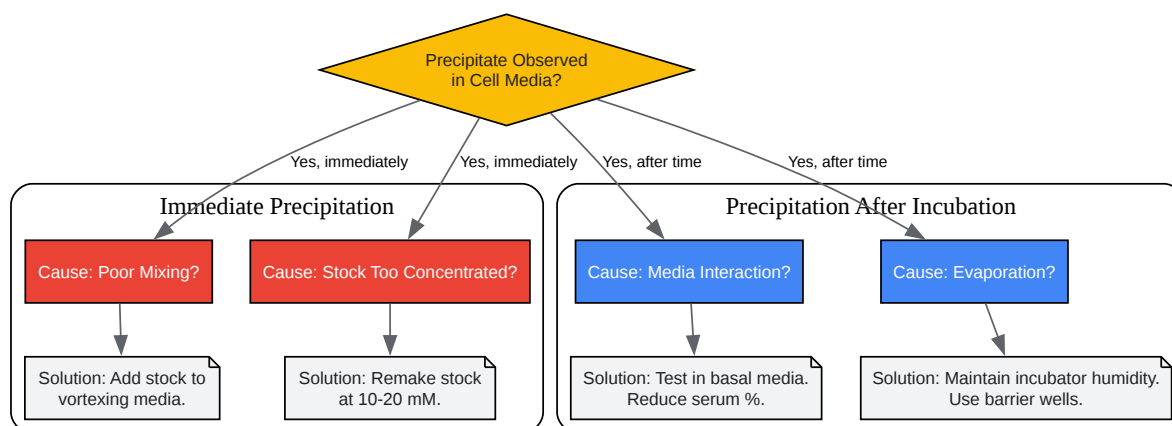 Precipitate Observed
in Cell Media?
Yes, immediately
Yes, immediately
Yes, after time
Yes, after time
Immediate Precipitation
Precipitation After Incubation
Cause: Poor Mixing?
Cause: Stock Too Concentrated?
Cause: Media Interaction?
Cause: Evaporation?
Solution: Add stock to
vortexing media.
Solution: Remake stock
at 10-20 mM.
Solution: Test in basal media.
Reduce serum %.
Solution: Maintain incubator humidity.
Use barrier wells.